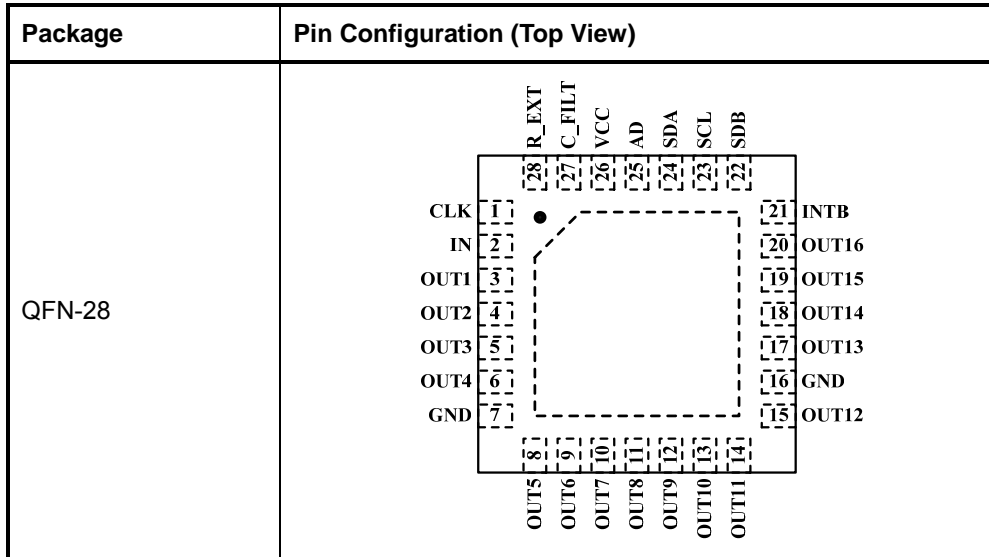 Package
Pin Configuration (Top View)
QFN-28
R_EXT
C_FILT
VCC
AD
SDA
SCL
SDB
28
27
26
25
24
23
22
CLK 1
IN 2
OUT1 3
OUT2 4
OUT3 5
OUT4 6
GND 7
21 INTB
20 OUT16
19 OUT15
18 OUT14
17 OUT13
16 GND
15 OUT12
8
9
10
11
12
13
14
OUT5
OUT6
OUT7
OUT8
OUT9
OUT10
OUT11